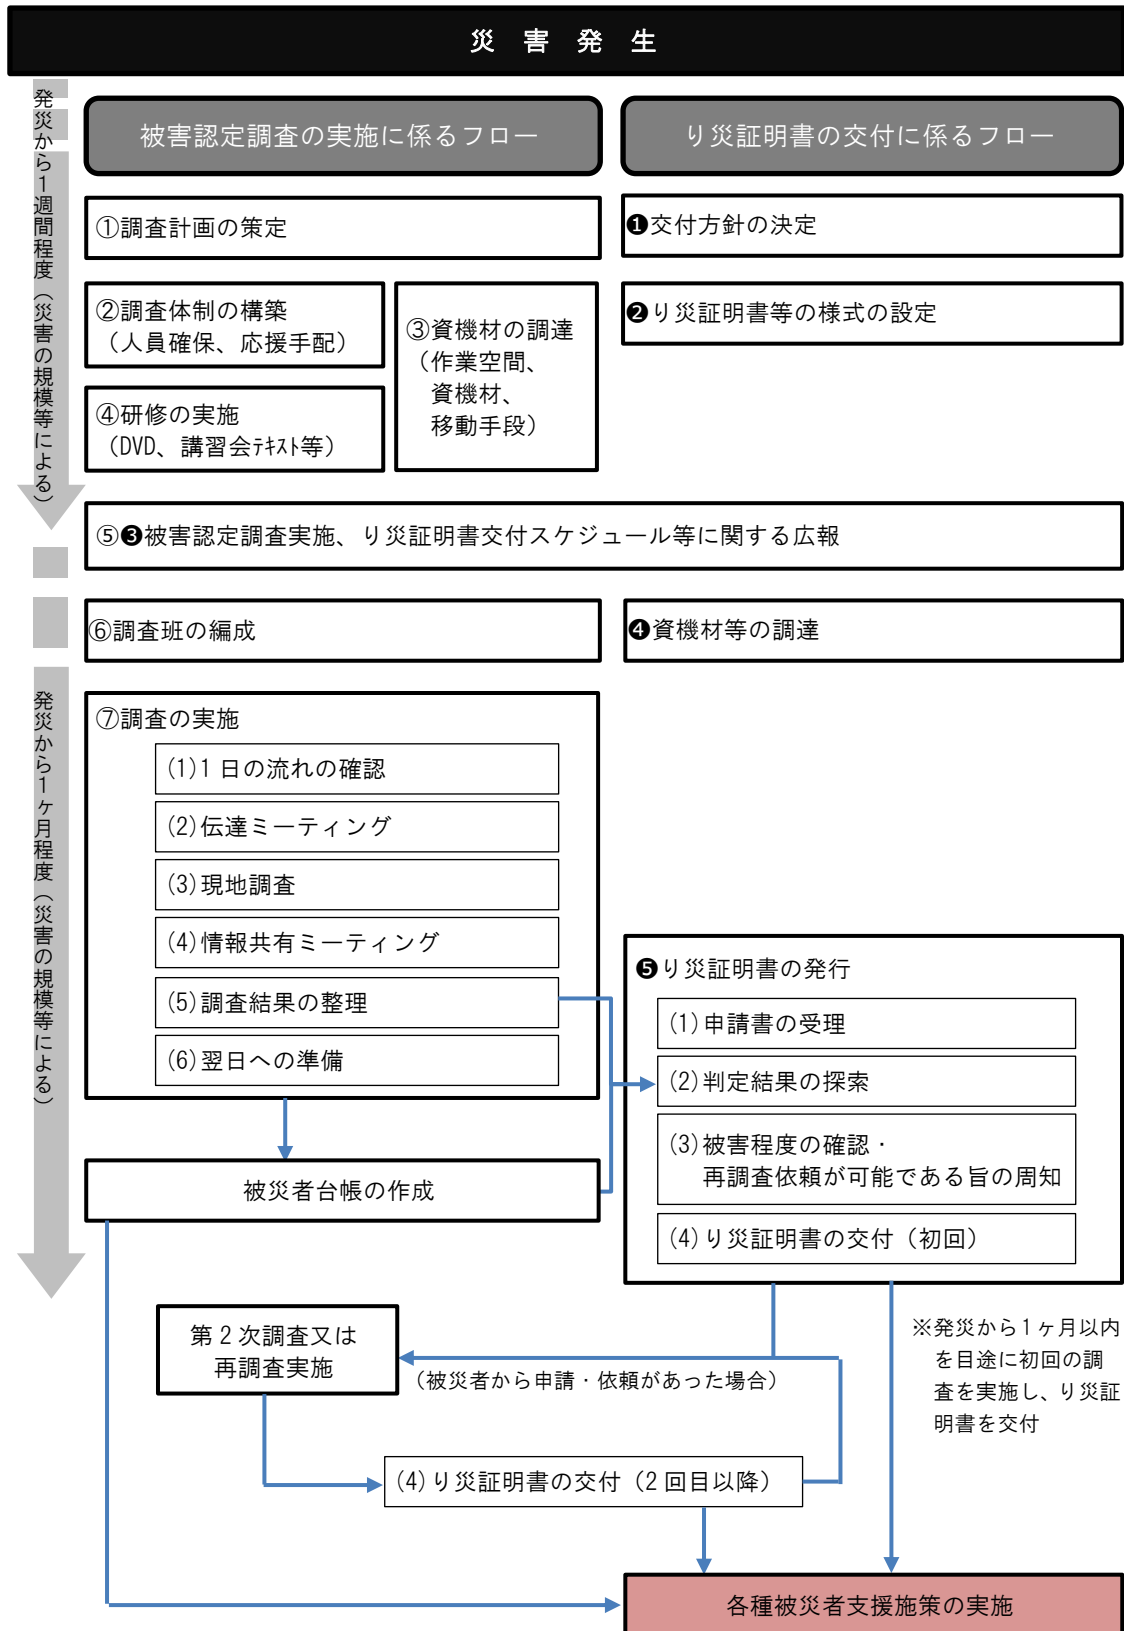 災 害 発 生
発災から1週間程度（災害の規模等による）
被害認定調査の実施に係るフロー
り災証明書の交付に係るフロー
①調査計画の策定
❶交付方針の決定
②調査体制の構築
（人員確保、応援手配）
③資機材の調達
（作業空間、
資機材、
移動手段）
❷り災証明書等の様式の設定
④研修の実施
（DVD、講習会ﾃｷｽﾄ等）
⑤❸被害認定調査実施、り災証明書交付スケジュール等に関する広報
⑥調査班の編成
❹資機材等の調達
発災から1ヶ月程度（災害の規模等による）
⑦調査の実施
(1)1日の流れの確認
(2)伝達ミーティング
(3)現地調査
(4)情報共有ミーティング
(5)調査結果の整理
(6)翌日への準備
❺り災証明書の発行
(1)申請書の受理
(2)判定結果の探索
(3)被害程度の確認・
再調査依頼が可能である旨の周知
(4)り災証明書の交付（初回）
被災者台帳の作成
第2次調査又は
再調査実施
（被災者から申請・依頼があった場合）
※発災から1ヶ月以内
を目途に初回の調
査を実施し、り災証
明書を交付
(4)り災証明書の交付（2回目以降）
各種被災者支援施策の実施